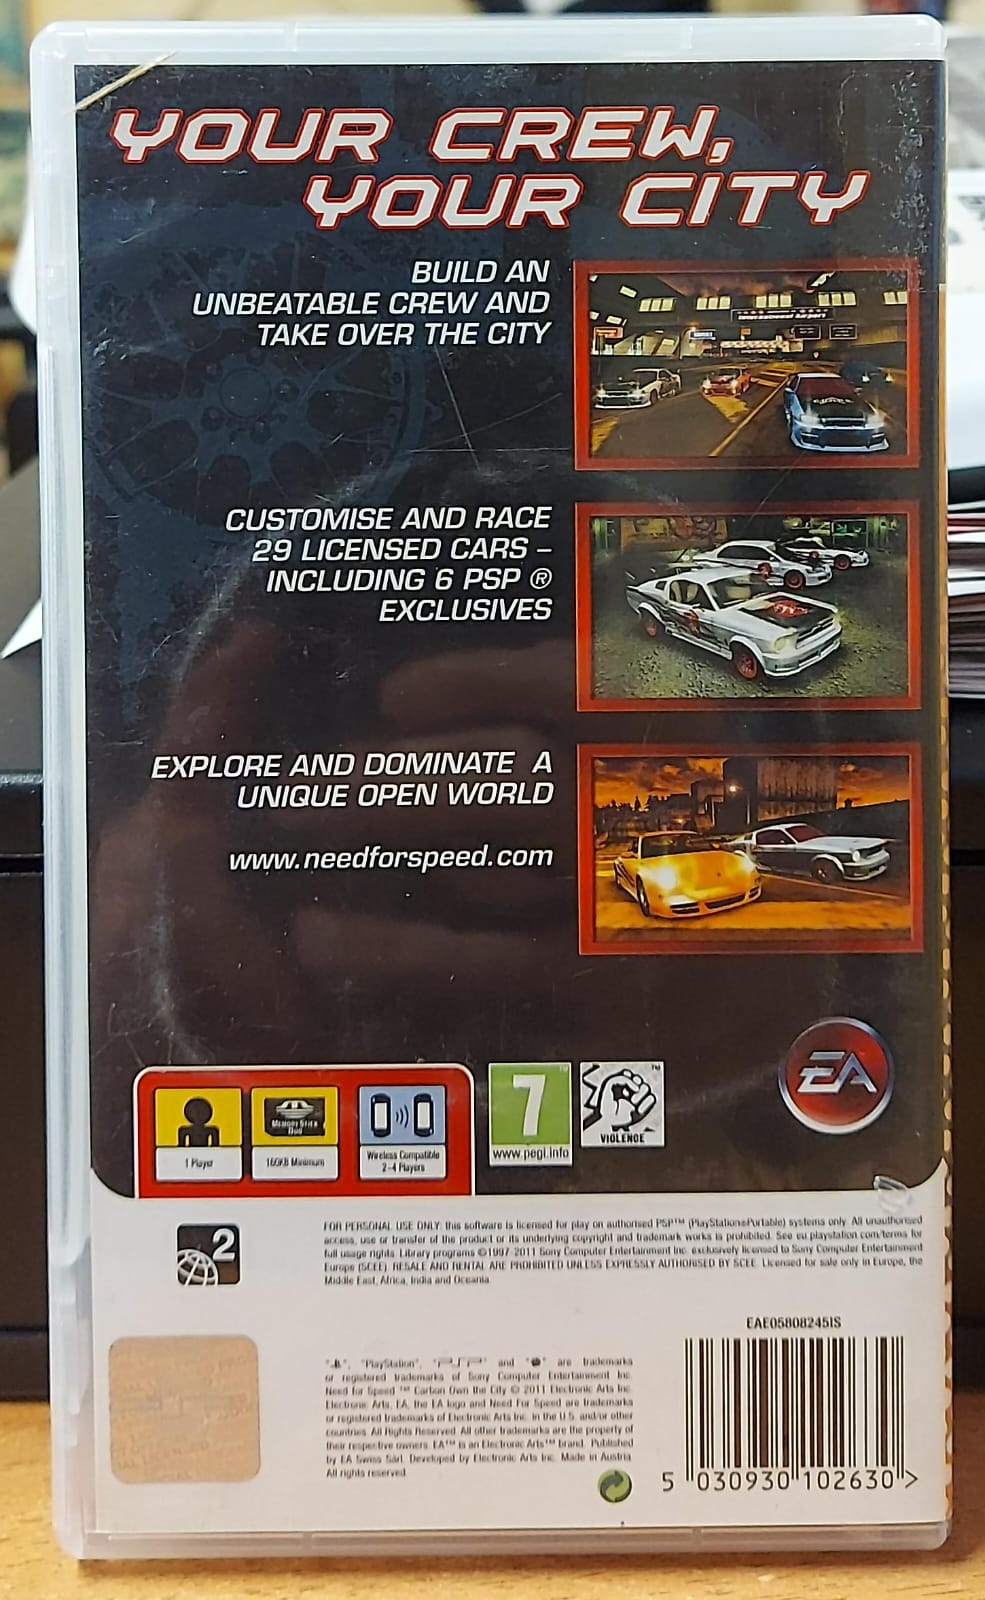 YOUR CREW,
YOUR CITY
BUILD AN
UNBEATABLE CREW AND
TAKE OVER THE CITY
CUSTOMISE AND RACE
29 LICENSED CARS –
INCLUDING 6 PSP ®
EXCLUSIVES
EXPLORE AND DOMINATE A
UNIQUE OPEN WORLD
www.needforspeed.com
EA
1 Player
MEMORY STICK
DUO
160KB Minimum
Wireless Compatible
2-4 Players
7
www.pegi.info
VIOLENCE
2
FOR PERSONAL USE ONLY: this software is licensed for play on authorised PSP™ (PlayStation®Portable) systems only. All unauthorised
access, use or transfer of the product or its underlying copyright and trademark works is prohibited. See eu.playstation.com/terms for
full usage rights. Library programs ©1997-2011 Sony Computer Entertainment Inc. exclusively licensed to Sony Computer Entertainment
Europe (SCEE). RESALE AND RENTAL ARE PROHIBITED UNLESS EXPRESSLY AUTHORISED BY SCEE. Licensed for sale only in Europe, the
Middle East, Africa, India and Oceania.
EAE05808245IS
"PlayStation", "PSP" and are trademarks
or registered trademarks of Sony Computer Entertainment Inc.
Need for Speed ™ Carbon Own the City © 2011 Electronic Arts Inc.
Electronic Arts, EA, the EA logo and Need For Speed are trademarks
or registered trademarks of Electronic Arts Inc. in the U.S. and/or other
countries. All Rights Reserved. All other trademarks are the property of
their respective owners. EA™ is an Electronic Arts™ brand. Published
by EA Swiss Sàrl. Developed by Electronic Arts Inc. Made in Austria.
All rights reserved.
5 030930 102630 >